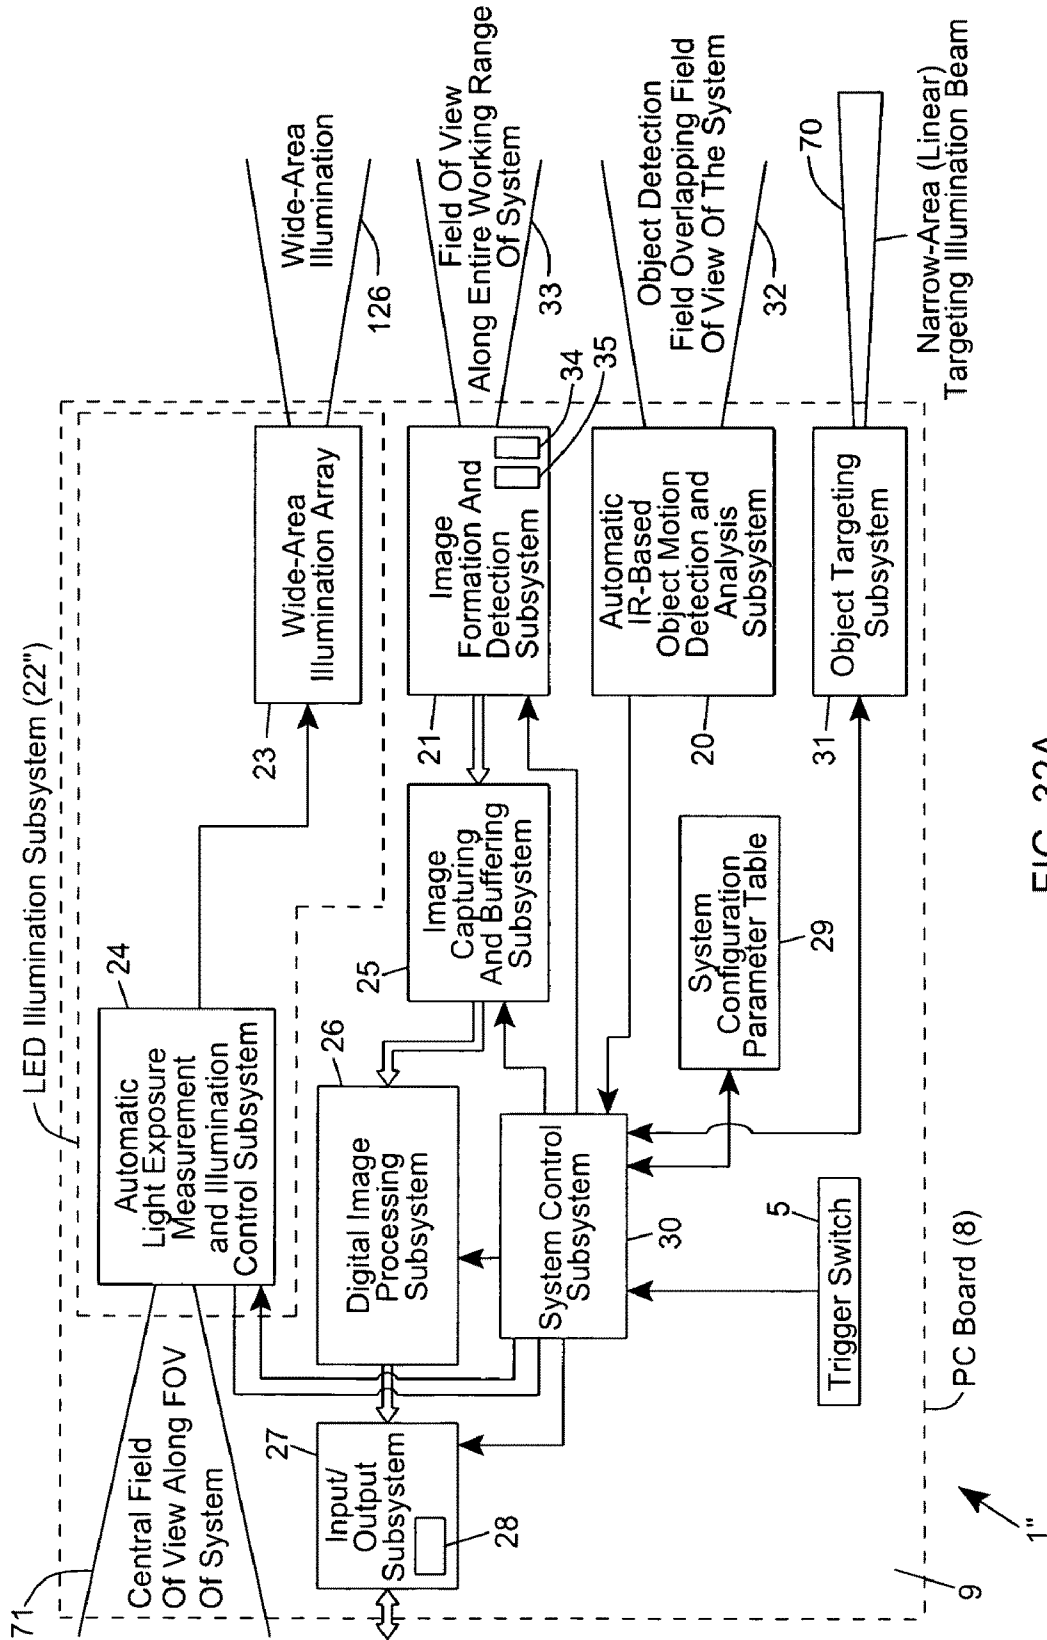 LED Illumination Subsystem (22")
71
Central Field
Of View Along FOV
Of System
24
Automatic
Light Exposure
Measurement
and Illumination
Control Subsystem
23
Wide-Area
Illumination Array
Wide-Area
Illumination
126
27
Input/
Output
Subsystem
28
26
Digital Image
Processing
Subsystem
25
Image
Capturing
And Buffering
Subsystem
21
Image
Formation And
Detection
Subsystem
34
35
Field Of View
Along Entire Working Range
Of System
33
System Control
Subsystem
30
System
Configuration
Parameter Table
29
Automatic
IR-Based
Object Motion
Detection and
Analysis
Subsystem
20
Object Detection
Field Overlapping Field
Of View Of The System
32
5
Trigger Switch
31
Object Targeting
Subsystem
70
Narrow-Area (Linear)
Targeting Illumination Beam
9
PC Board (8)
1"
FIG. 32A